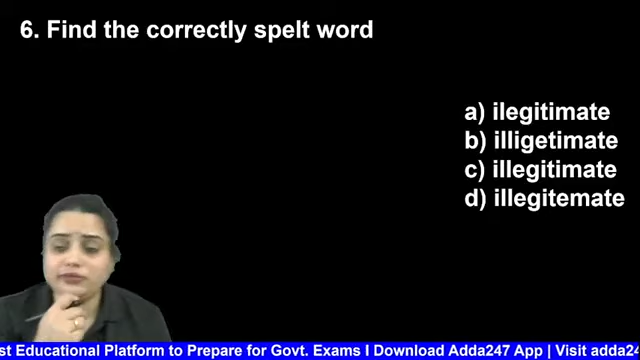 6. Find the correctly spelt word
a) ilegitimate
b) illigetimate
c) illegitimate
d) illegitemate
st Educational Platform to Prepare for Govt. Exams I Download Adda247 App | Visit adda24